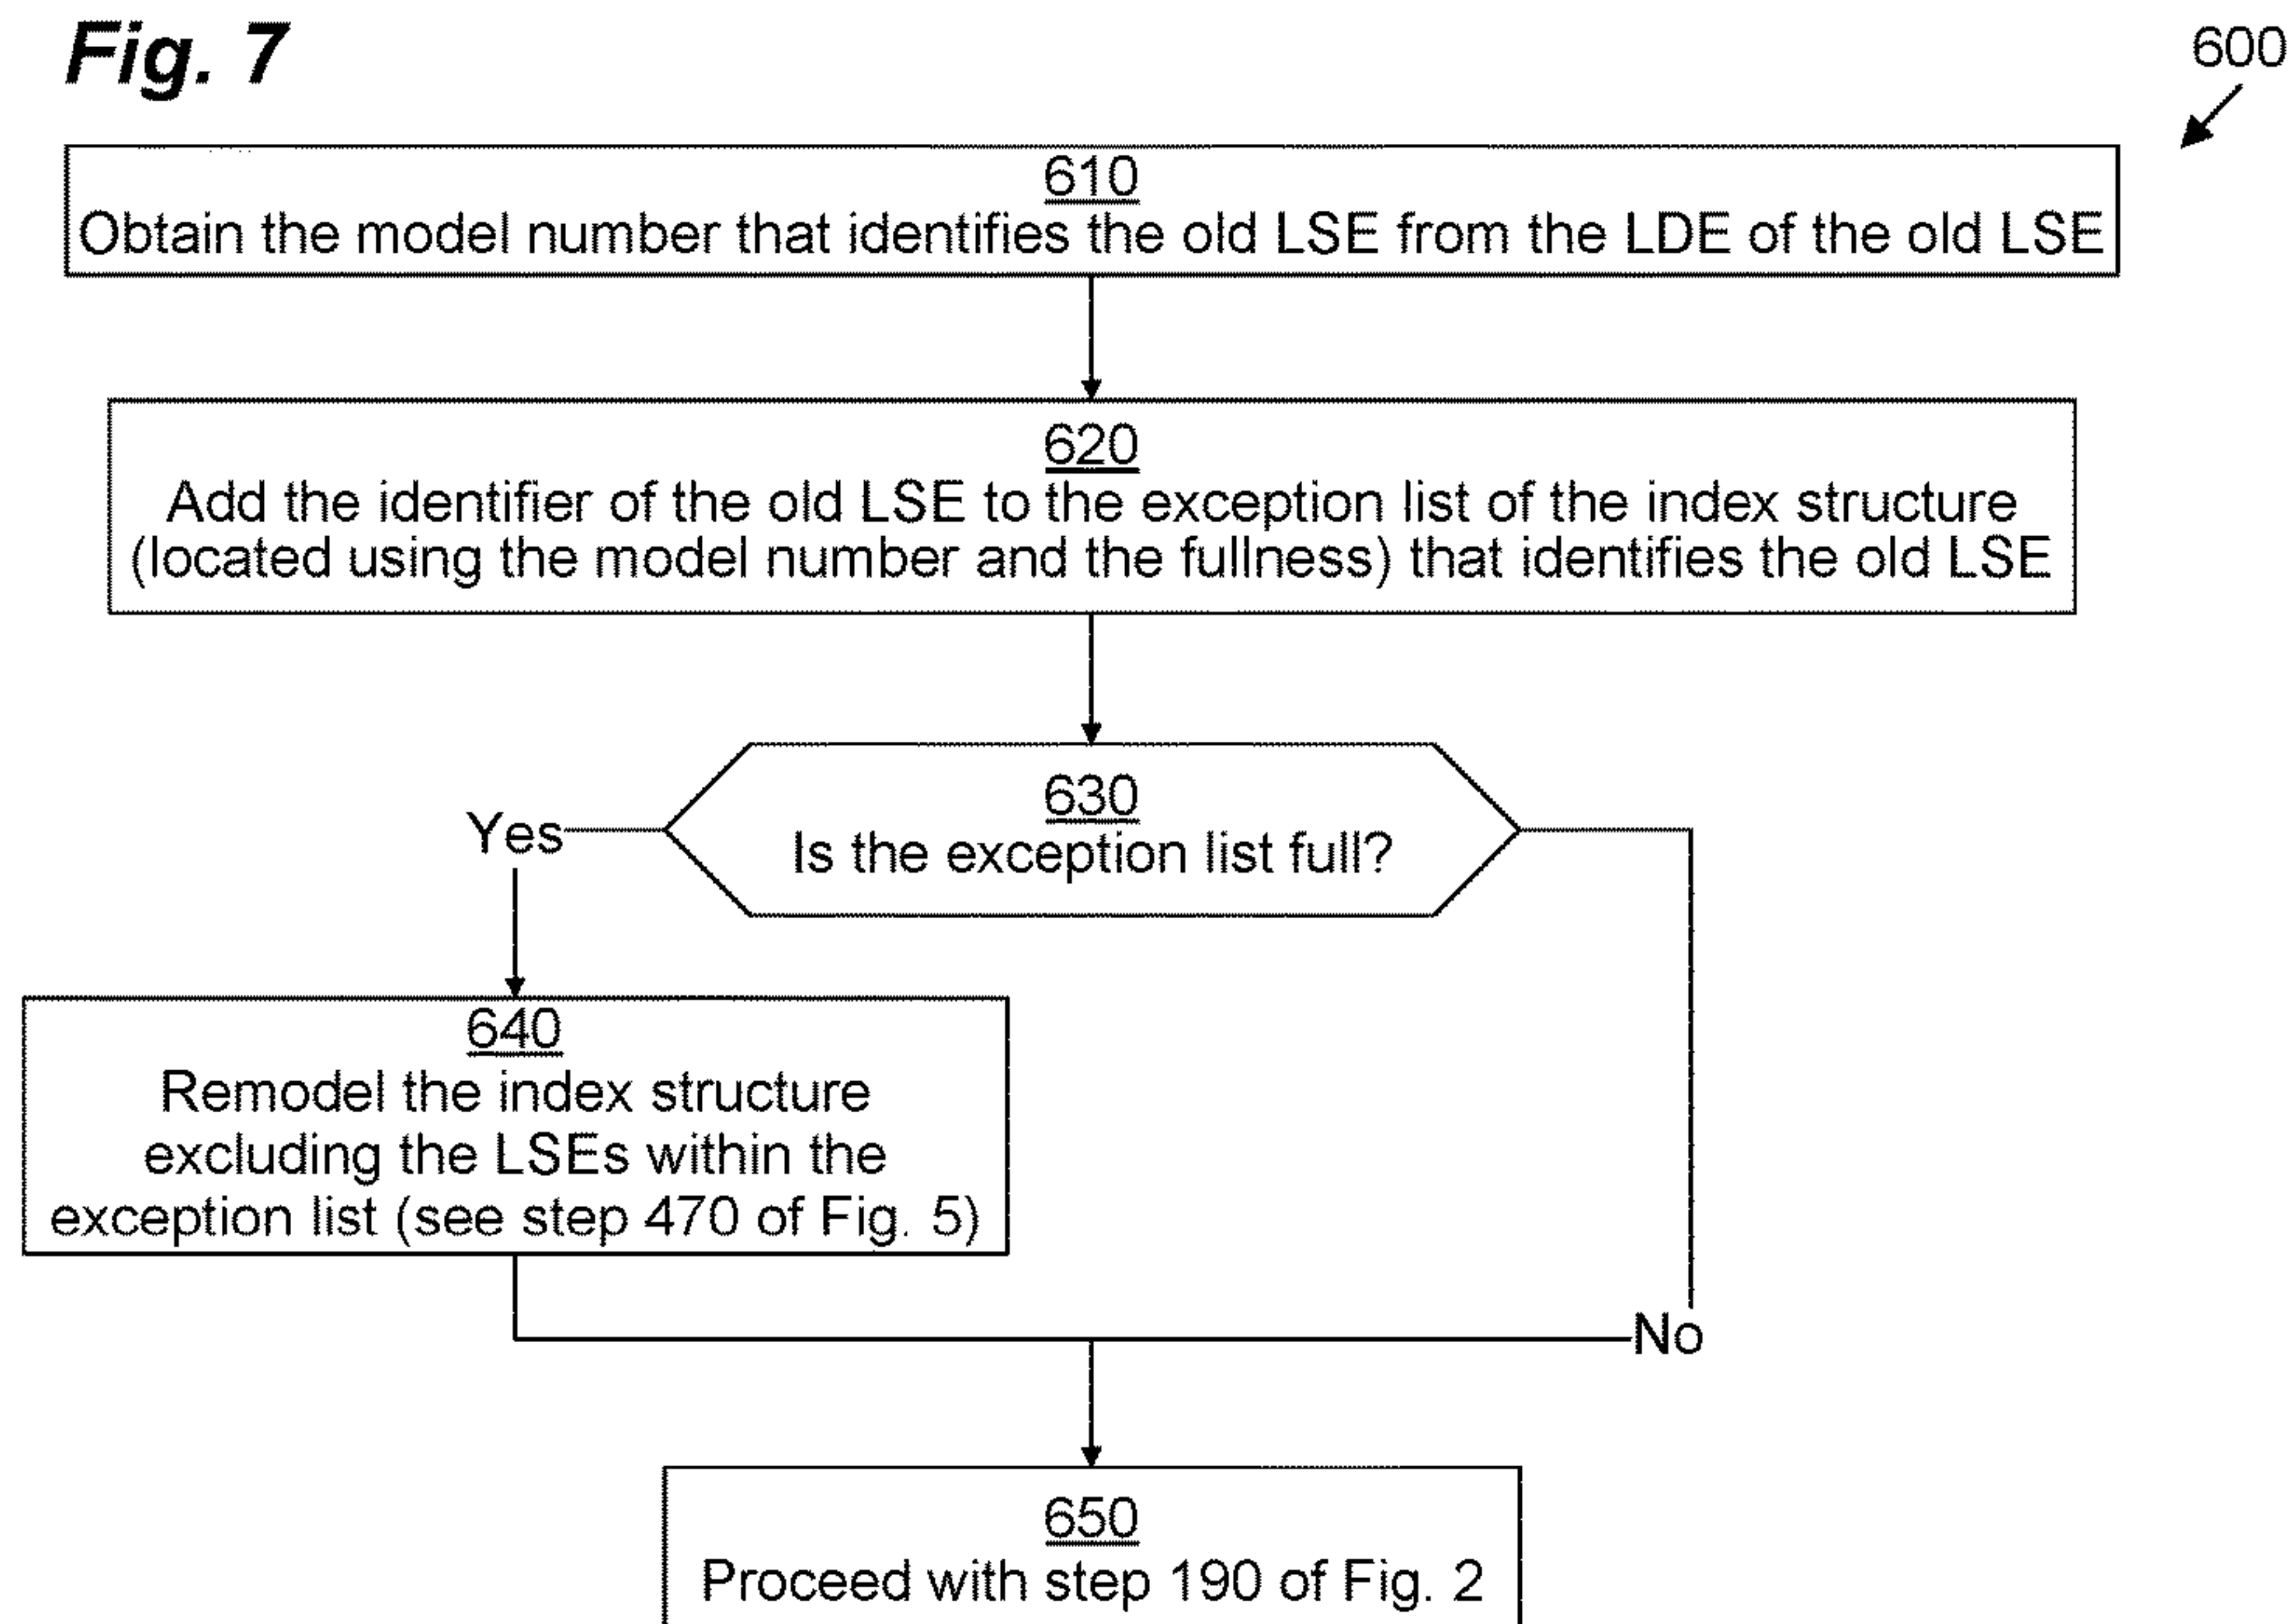 Fig. 7
600
610
Obtain the model number that identifies the old LSE from the LDE of the old LSE
620
Add the identifier of the old LSE to the exception list of the index structure
(located using the model number and the fullness) that identifies the old LSE
630
Is the exception list full?
Yes
640
Remodel the index structure
excluding the LSEs within the
exception list (see step 470 of Fig. 5)
No
650
Proceed with step 190 of Fig. 2